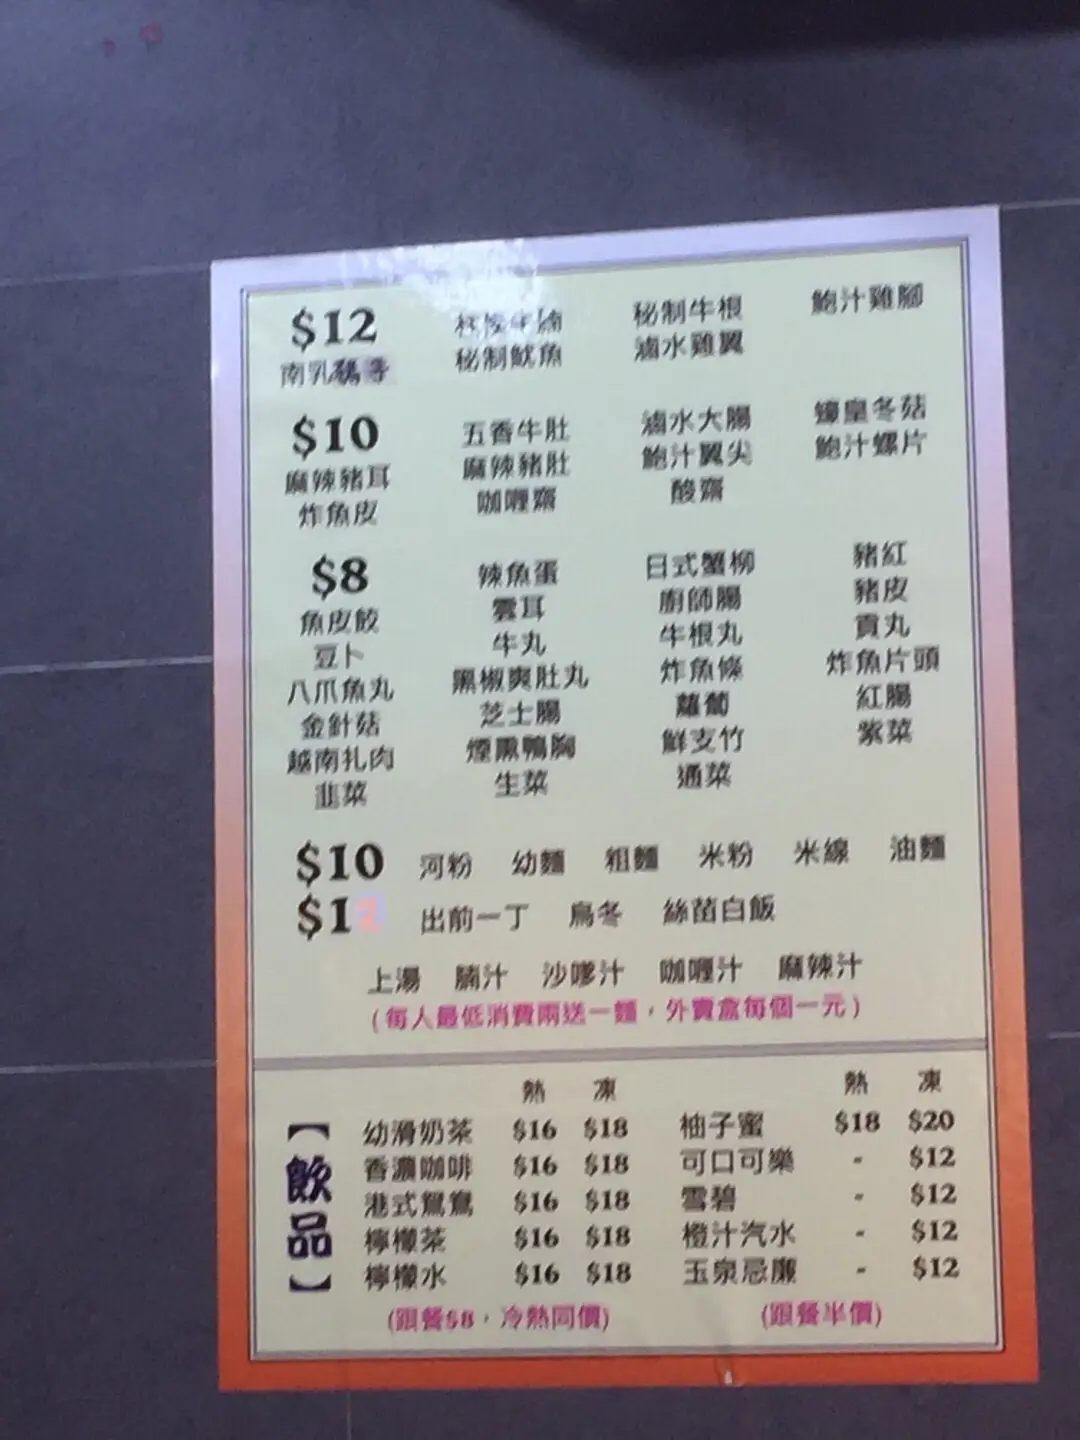 $12 秘制牛根 鮑汁雞腳
南乳 秘制魷魚 滷水雞翼
$10 五香牛肚 滷水大腸 蠔皇冬菇
麻辣豬耳 麻辣豬肚 鮑汁翼尖 鮑汁螺片
炸魚皮 咖喱齋 酸齋
$8 辣魚蛋 日式蟹柳 豬紅
魚皮餃 雲耳 廚師腸 豬皮
豆卜 牛丸 牛根丸 貢丸
八爪魚丸 黑椒爽肚丸 炸魚條 炸魚片頭
金針菇 芝士腸 蘿蔔 紅腸
越南扎肉 煙熏鴨胸 鮮支竹 紫菜
韭菜 生菜 通菜
$10 河粉 幼麵 粗麵 米粉 米線 油麵
$12 出前一丁 烏冬 絲苗白飯
上湯 腩汁 沙嗲汁 咖喱汁 麻辣汁
(每人最低消費兩送一麵，外賣盒每個一元)
熱 凍 熱 凍
【飲品】
幼滑奶茶 $16 $18 柚子蜜 $18 $20
香濃咖啡 $16 $18 可口可樂 - $12
港式鴛鴦 $16 $18 雪碧 - $12
檸檬茶 $16 $18 橙汁汽水 - $12
檸檬水 $16 $18 玉泉忌廉 - $12
(跟餐$8，冷熱同價) (跟餐半價)